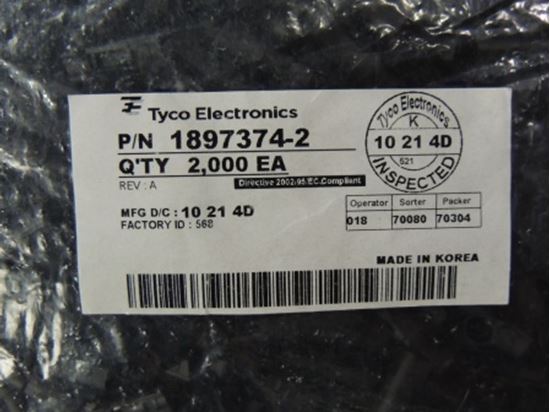 Tyco Electronics
P/N 1897374-2
Q'TY 2,000 EA
REV : A
Directive 2002/95/EC Compliant
MFG D/C : 10 21 4D
FACTORY ID : 568
Tyco Electronics
K
10 21 4D
521
INSPECTED
Operator Sorter Packer
018 70080 70304
MADE IN KOREA